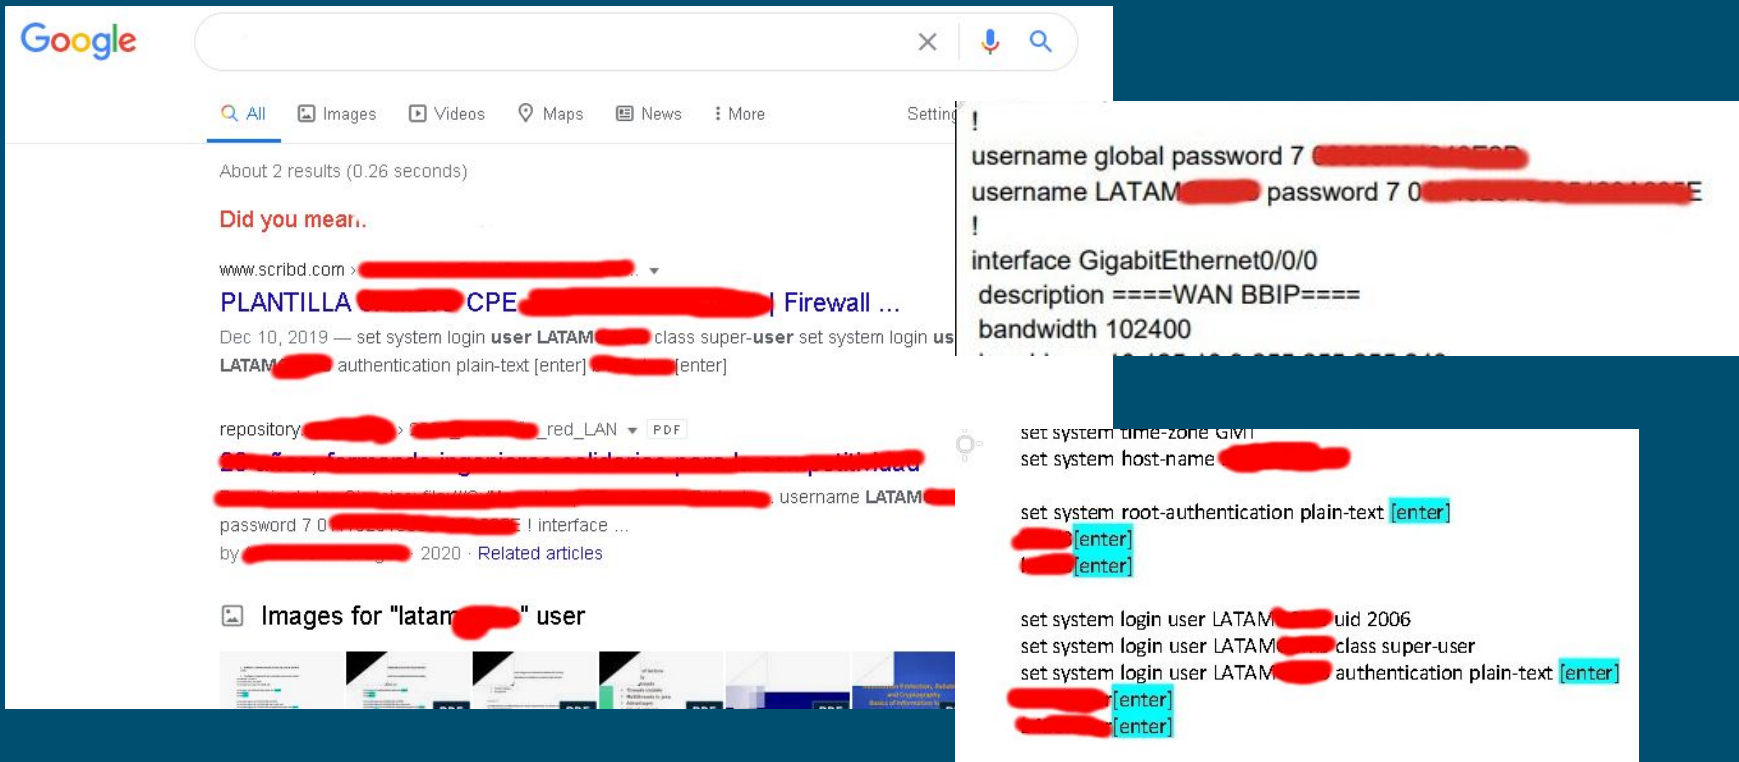 Google
All Images Videos Maps News More Settin
About 2 results (0.26 seconds)
Did you mean.
www.scribd.com ›
PLANTILLA CPE | Firewall ...
Dec 10, 2019 — set system login user LATAM class super-user set system login us
LATAM authentication plain-text [enter] [enter]
repository. › _red_LAN PDF
username LATAM
password 7 0 ! interface ...
by 2020 · Related articles
Images for "latam " user
PDF PDF PDF PDF PDF
!
username global password 7
username LATAM password 7 0 E
!
interface GigabitEthernet0/0/0
description ====WAN BBIP====
bandwidth 102400
set system time-zone GMT
set system host-name
set system root-authentication plain-text [enter]
[enter]
[enter]
set system login user LATAM uid 2006
set system login user LATAM class super-user
set system login user LATAM authentication plain-text [enter]
[enter]
[enter]